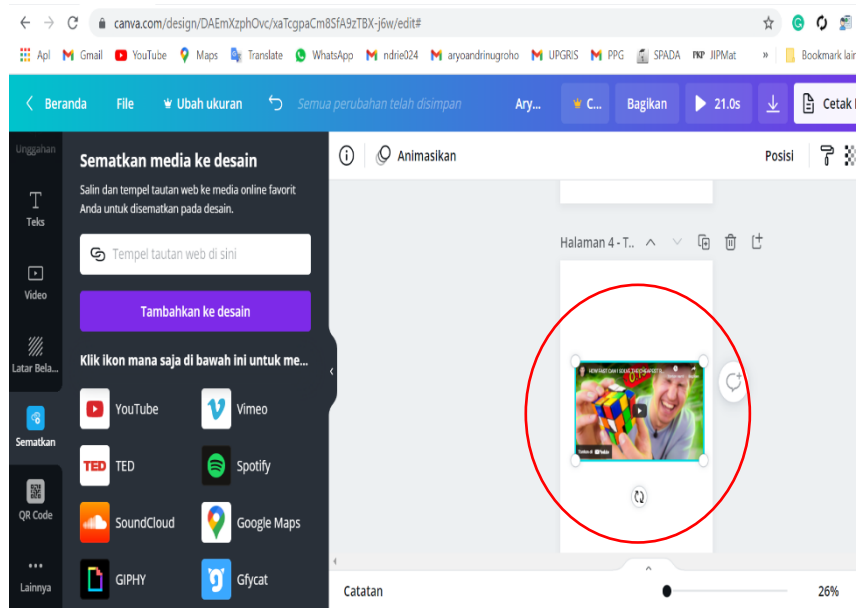 canva.com/design/DAEmXzphOvc/xaTcgpaCm8SfA9zTBX-j6w/edit#
Apl Gmail YouTube Maps Translate WhatsApp ndrie024 aryoandrinugroho UPGRIS PPG SPADA PKP JIPMat » Bookmark lain
Beranda File Ubah ukuran Semua perubahan telah disimpan Ary... C... Bagikan 21.0s Cetak
Unggahan
Teks
Video
Latar Bela...
Sematkan
QR Code
Lainnya
Sematkan media ke desain
Salin dan tempel tautan web ke media online favorit
Anda untuk disematkan pada desain.
Tempel tautan web di sini
Tambahkan ke desain
Klik ikon mana saja di bawah ini untuk me...
YouTube Vimeo
TED TED Spotify
SoundCloud Google Maps
GIPHY Gfycat
Animasikan Posisi
Halaman 4 - T..
Catatan 26%